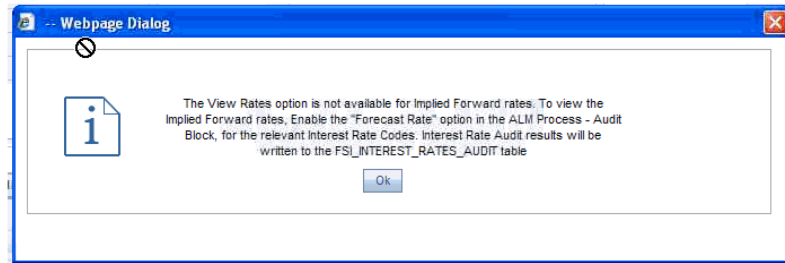 -- Webpage Dialog
The View Rates option is not available for Implied Forward rates. To view the
Implied Forward rates, Enable the "Forecast Rate" option in the ALM Process - Audit
Block, for the relevant Interest Rate Codes. Interest Rate Audit results will be
written to the FSI_INTEREST_RATES_AUDIT table
Ok